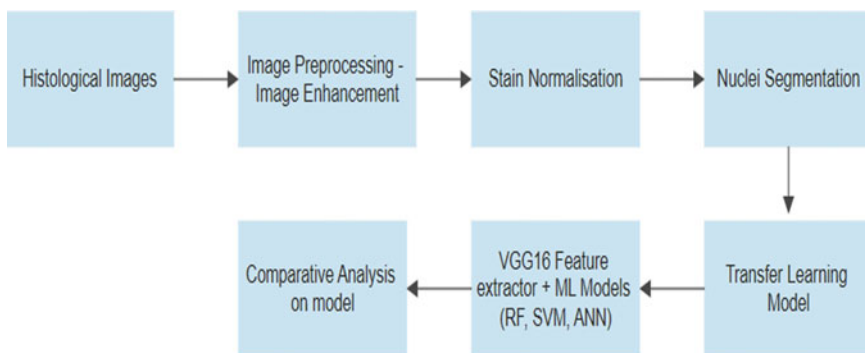 Histological Images
Image Preprocessing -
Image Enhancement
Stain Normalisation
Nuclei Segmentation
Transfer Learning
Model
VGG16 Feature
extractor + ML Models
(RF, SVM, ANN)
Comparative Analysis
on model